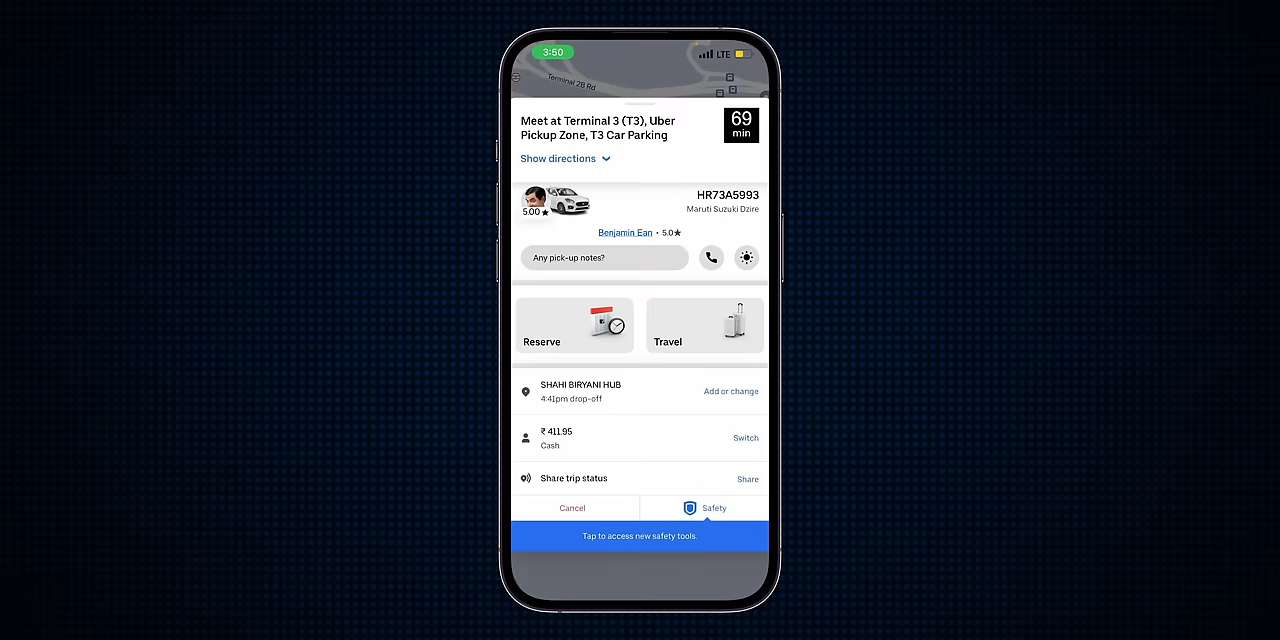 3:50
LTE
Terminal 2B Rd
Meet at Terminal 3 (T3), Uber
Pickup Zone, T3 Car Parking
69
min
Show directions
5.00★
HR73A5993
Maruti Suzuki Dzire
Benjamin Ean • 5.0★
Any pick-up notes?
Reserve
Travel
SHAHI BIRYANI HUB
4:41pm drop-off
Add or change
₹ 411.95
Cash
Switch
Share trip status
Share
Cancel
Safety
Tap to access new safety tools.